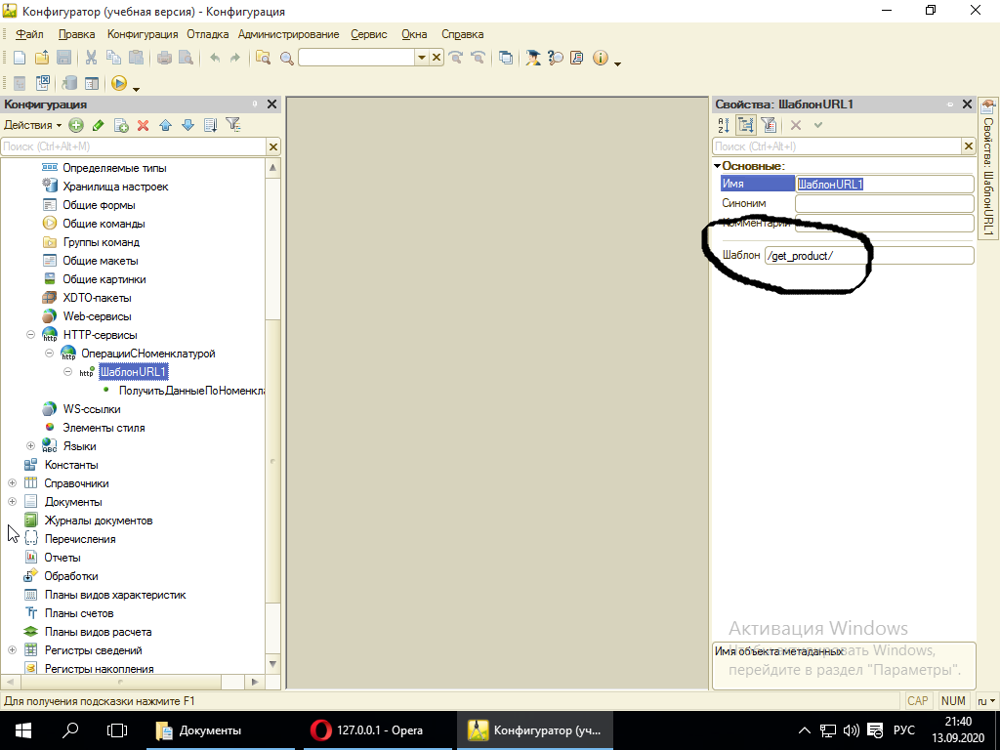 Конфигуратор (учебная версия) - Конфигурация
Файл Правка Конфигурация Отладка Администрирование Сервис Окна Справка
Конфигурация
Действия
Поиск (Ctrl+Alt+M)
Определяемые типы
Хранилища настроек
Общие формы
Общие команды
Группы команд
Общие макеты
Общие картинки
XDTO-пакеты
Web-сервисы
HTTP-сервисы
ОперацииСНоменклатурой
ШаблонURL1
ПолучитьДанныеПоНоменкла
WS-ссылки
Элементы стиля
Языки
Константы
Справочники
Документы
Журналы документов
Перечисления
Отчеты
Обработки
Планы видов характеристик
Планы счетов
Планы видов расчета
Регистры сведений
Регистры накопления
Свойства: ШаблонURL1
Поиск (Ctrl+Alt+I)
Основные:
Имя ШаблонURL1
Синоним
Комментарий
Шаблон /get_product/
Свойства: ШаблонURL1
Активация Windows
Чтобы активировать Windows,
перейдите в раздел "Параметры".
Имя объекта метаданных
Для получения подсказки нажмите F1
CAP NUM ru
Документы
127.0.0.1 - Opera
Конфигуратор (уч...
РУС
21:40
13.09.2020